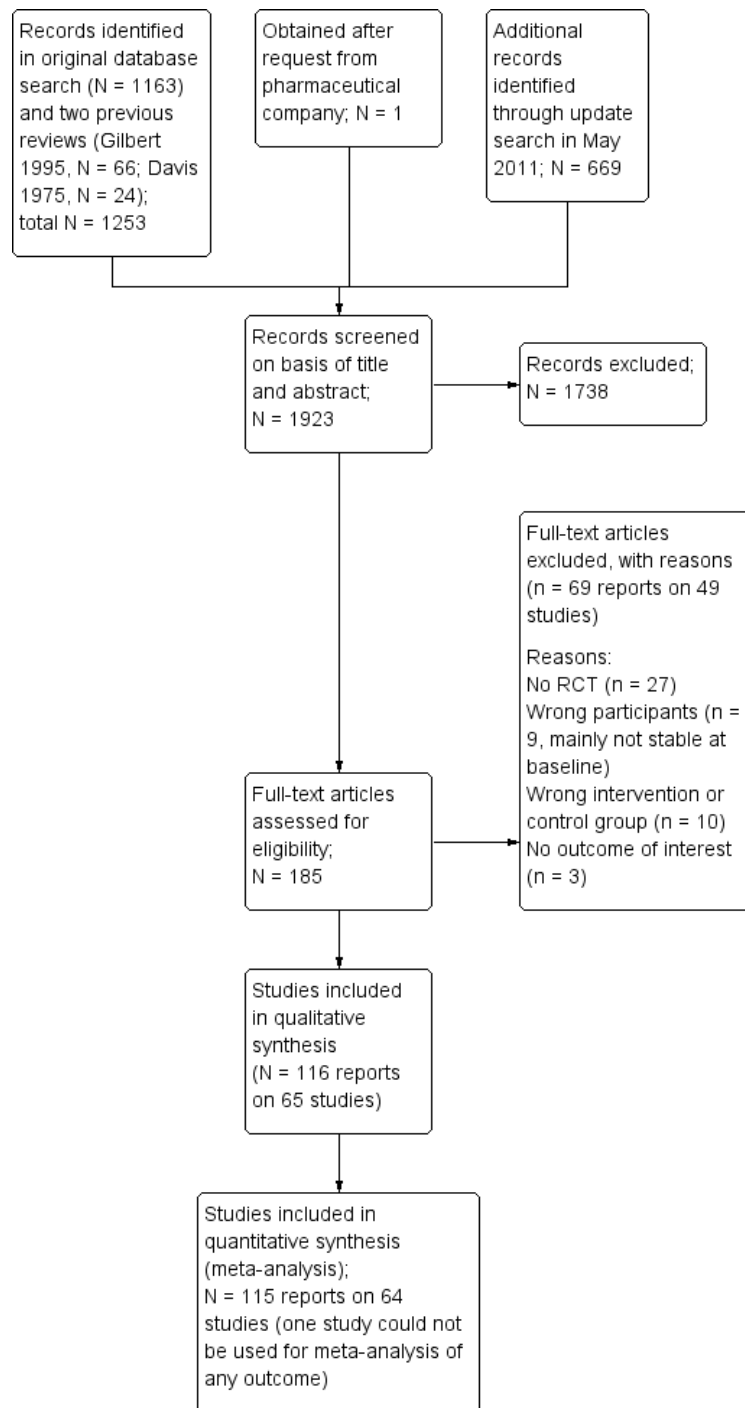 Records identified
in original database
search (N = 1163)
and two previous
reviews (Gilbert
1995, N = 66; Davis
1975, N = 24);
total N = 1253
Obtained after
request from
pharmaceutical
company; N = 1
Additional
records
identified
through update
search in May
2011; N = 669
Records screened
on basis of title
and abstract;
N = 1923
Records excluded;
N = 1738
Full-text articles
excluded, with reasons
(n = 69 reports on 49
studies)
Reasons:
No RCT (n = 27)
Wrong participants (n =
9, mainly not stable at
baseline)
Wrong intervention or
control group (n = 10)
No outcome of interest
(n = 3)
Full-text articles
assessed for
eligibility;
N = 185
Studies included
in qualitative
synthesis
(N = 116 reports
on 65 studies)
Studies included in
quantitative synthesis
(meta-analysis);
N = 115 reports on 64
studies (one study could not
be used for meta-analysis of
any outcome)